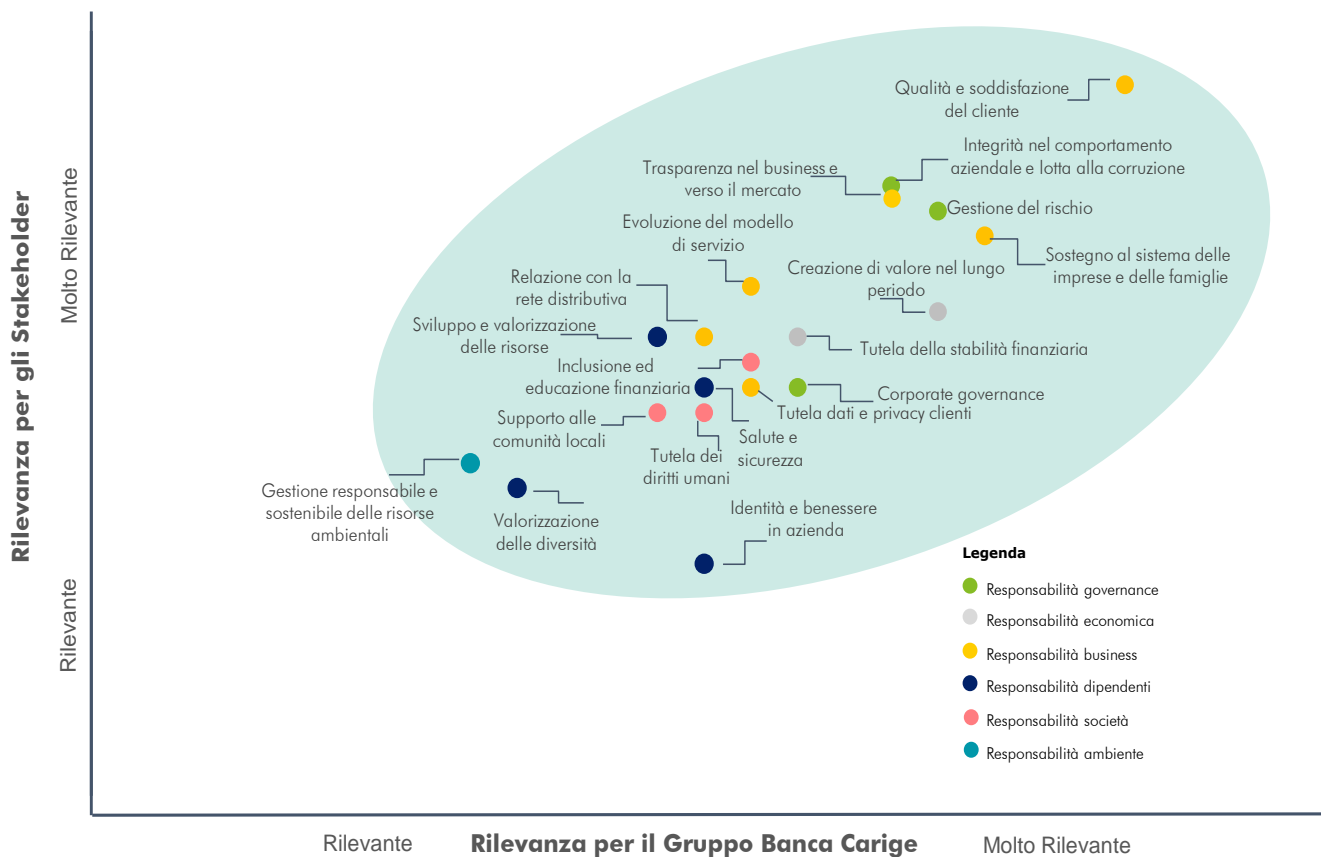 Rilevanza per gli Stakeholder
Molto Rilevante
Rilevante
Qualità e soddisfazione
del cliente
Integrità nel comportamento
aziendale e lotta alla corruzione
Trasparenza nel business e
verso il mercato
Gestione del rischio
Evoluzione del modello
di servizio
Sostegno al sistema delle
imprese e delle famiglie
Creazione di valore nel lungo
periodo
Relazione con la
rete distributiva
Sviluppo e valorizzazione
delle risorse
Tutela della stabilità finanziaria
Inclusione ed
educazione finanziaria
Corporate governance
Tutela dati e privacy clienti
Supporto alle
comunità locali
Salute e
sicurezza
Tutela dei
diritti umani
Gestione responsabile e
sostenibile delle risorse
ambientali
Valorizzazione
delle diversità
Identità e benessere
in azienda
Legenda
Responsabilità governance
Responsabilità economica
Responsabilità business
Responsabilità dipendenti
Responsabilità società
Responsabilità ambiente
Rilevante
Rilevanza per il Gruppo Banca Carige
Molto Rilevante